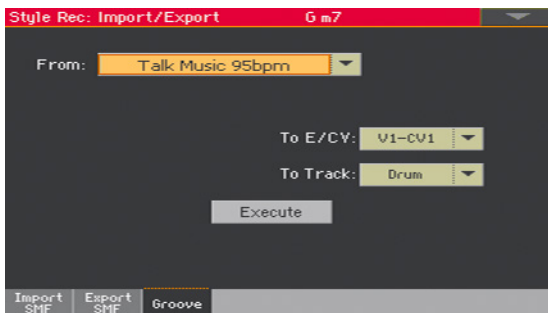 Style Rec: Import/Export G m7
From: Talk Music 95bpm
To E/CV: V1-CV1
To Track: Drum
Execute
Import Export
SMF SMF Groove